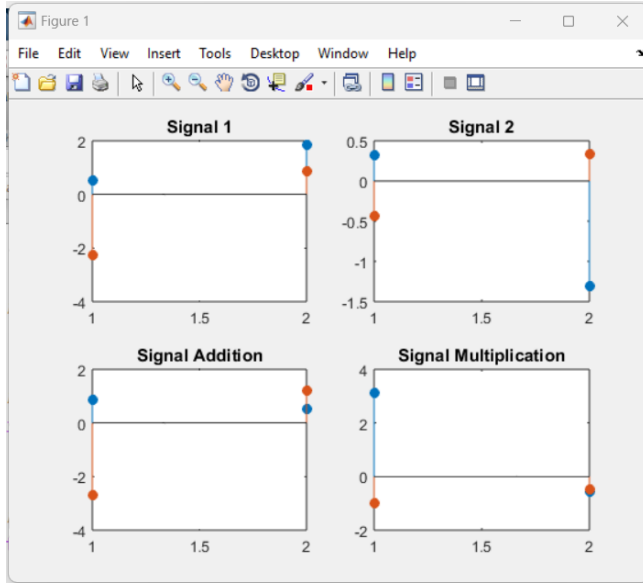 Figure 1
File Edit View Insert Tools Desktop Window Help
Signal 1
2
0
-2
-4
1 1.5 2
Signal 2
0.5
0
-0.5
-1
-1.5
1 1.5 2
Signal Addition
2
0
-2
-4
1 1.5 2
Signal Multiplication
4
2
0
-2
1 1.5 2